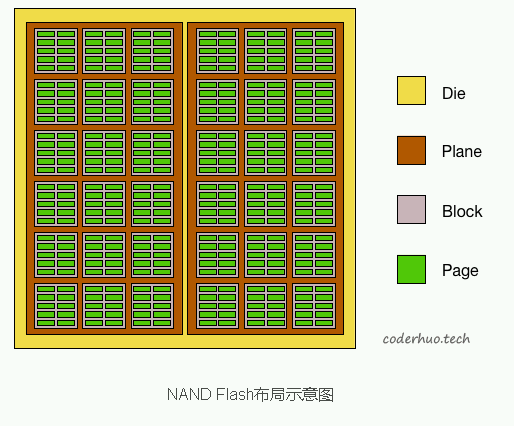 Die
Plane
Block
Page
coderhuo.tech
NAND Flash布局示意图